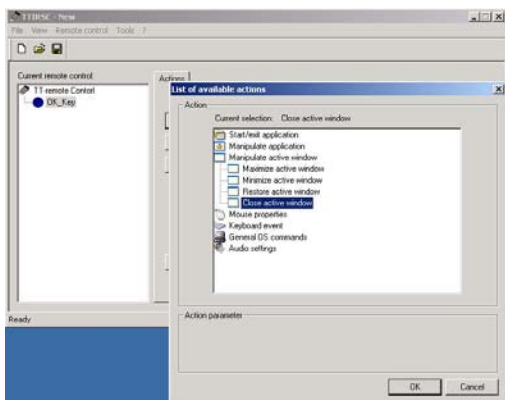 TTIRSC - New
File View Remote control Tools ?
Current remote control:
TT-remote Contorl
OK_Key
Actions
List of available actions
Action
Current selection: Close active window
Start/exit application
Manipulate application
Manipulate active window
Maximize active window
Minimize active window
Restore active window
Close active window
Mouse properties
Keyboard event
General OS commands
Audio settings
Action parameter
Ready
OK Cancel